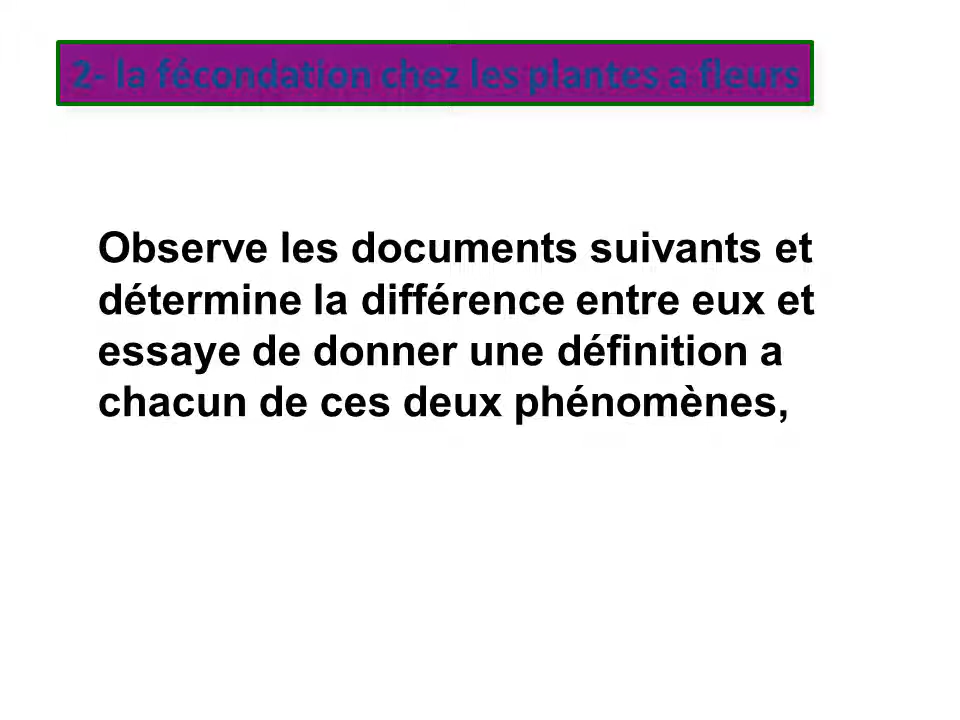 2- la fécondation chez les plantes a fleurs
Observe les documents suivants et
détermine la différence entre eux et
essaye de donner une définition a
chacun de ces deux phénomènes,